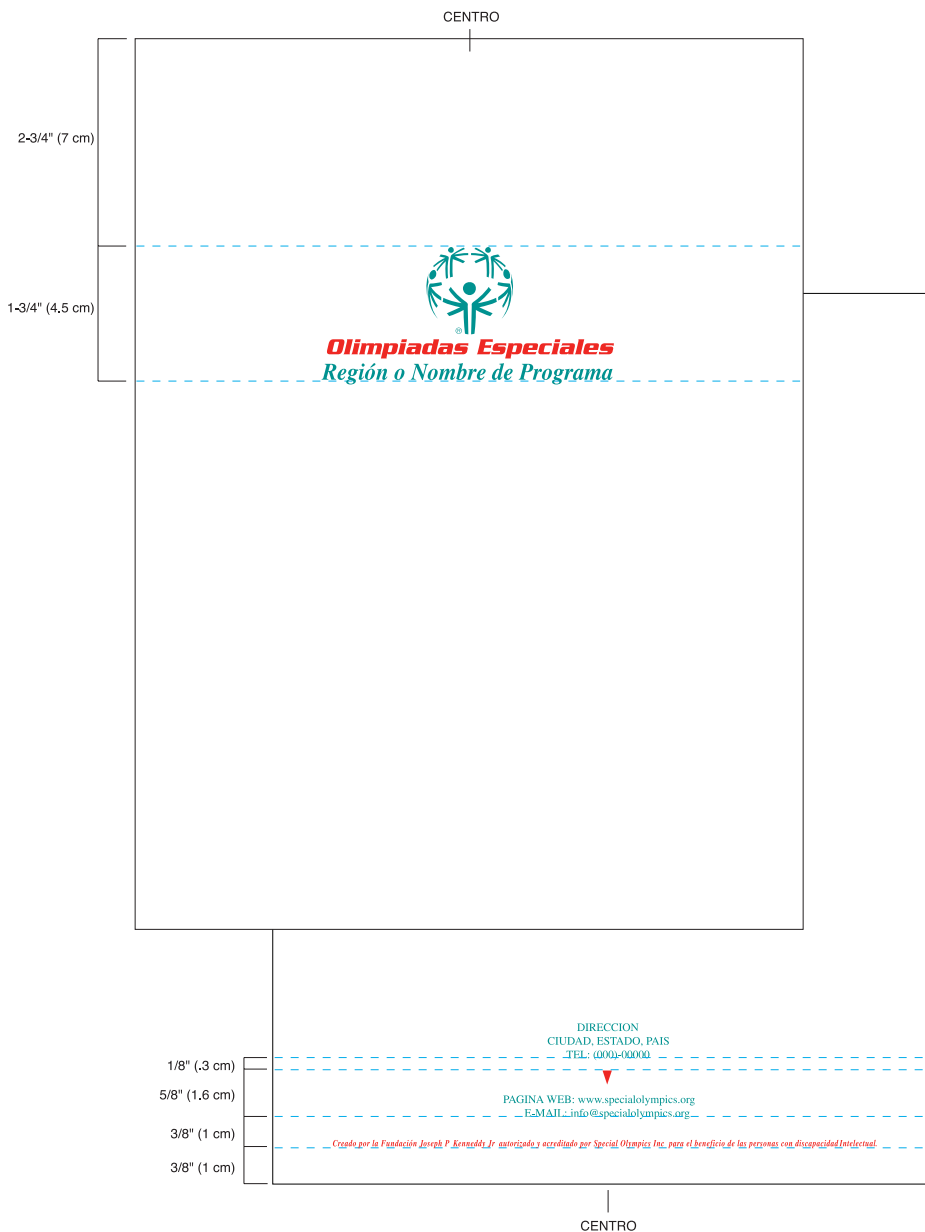 CENTRO
2-3/4" (7 cm)
1-3/4" (4.5 cm)
®
Olimpiadas Especiales
Región o Nombre de Programa
DIRECCION
CIUDAD, ESTADO, PAIS
TEL: (000)-00000
1/8" (.3 cm)
5/8" (1.6 cm)
PAGINA WEB: www.specialolympics.org
E-MAIL: info@specialolympics.org
3/8" (1 cm)
Creado por la Fundación Joseph P Kenneddy Jr autorizado y acreditado por Special Olympics Inc para el beneficio de las personas con discapacidad Intelectual.
3/8" (1 cm)
CENTRO